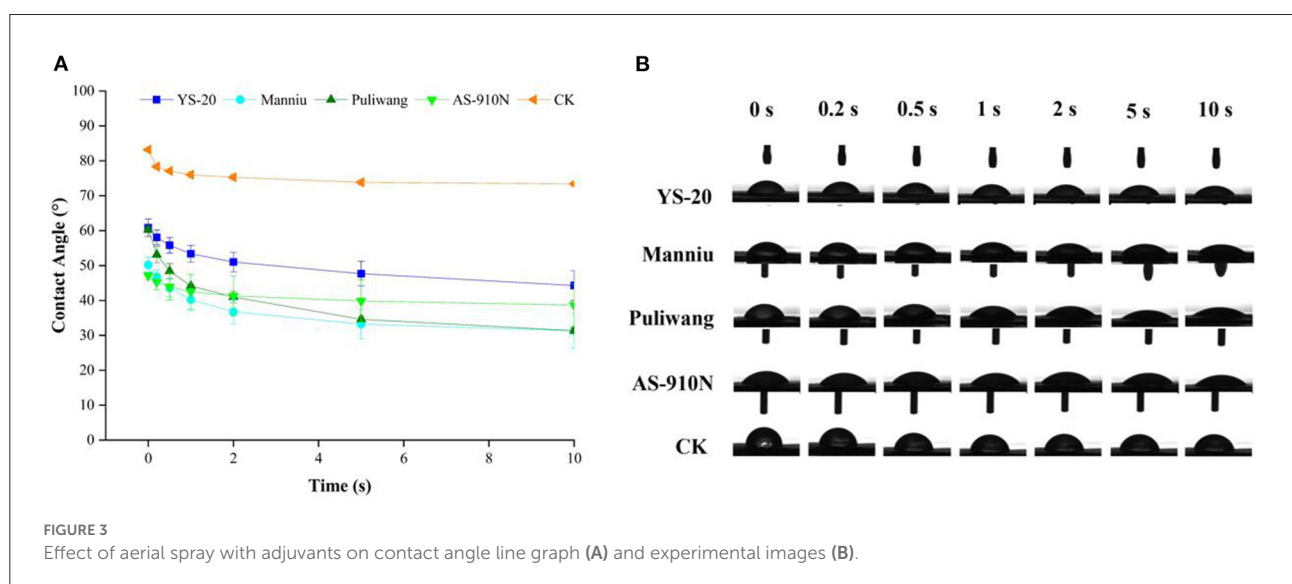 A
100
90
80
70
60
50
40
30
20
10
0
Contact Angle (°)
YS-20 Manniu Puliwang AS-910N CK
0 2 4 6 8 10
Time (s)
B
0 s 0.2 s 0.5 s 1 s 2 s 5 s 10 s
YS-20
Manniu
Puliwang
AS-910N
CK
FIGURE 3
Effect of aerial spray with adjuvants on contact angle line graph (A) and experimental images (B).